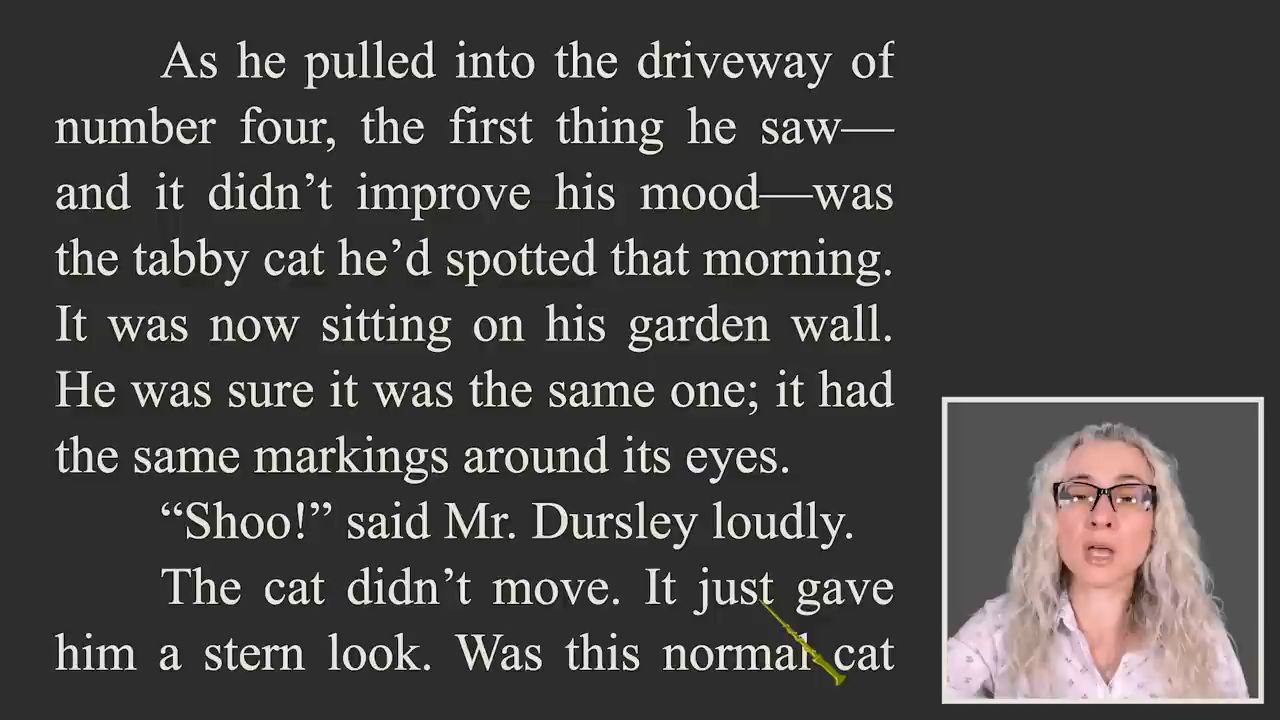 As he pulled into the driveway of
number four, the first thing he saw—
and it didn’t improve his mood—was
the tabby cat he’d spotted that morning.
It was now sitting on his garden wall.
He was sure it was the same one; it had
the same markings around its eyes.
“Shoo!” said Mr. Dursley loudly.
The cat didn’t move. It just gave
him a stern look. Was this normal cat